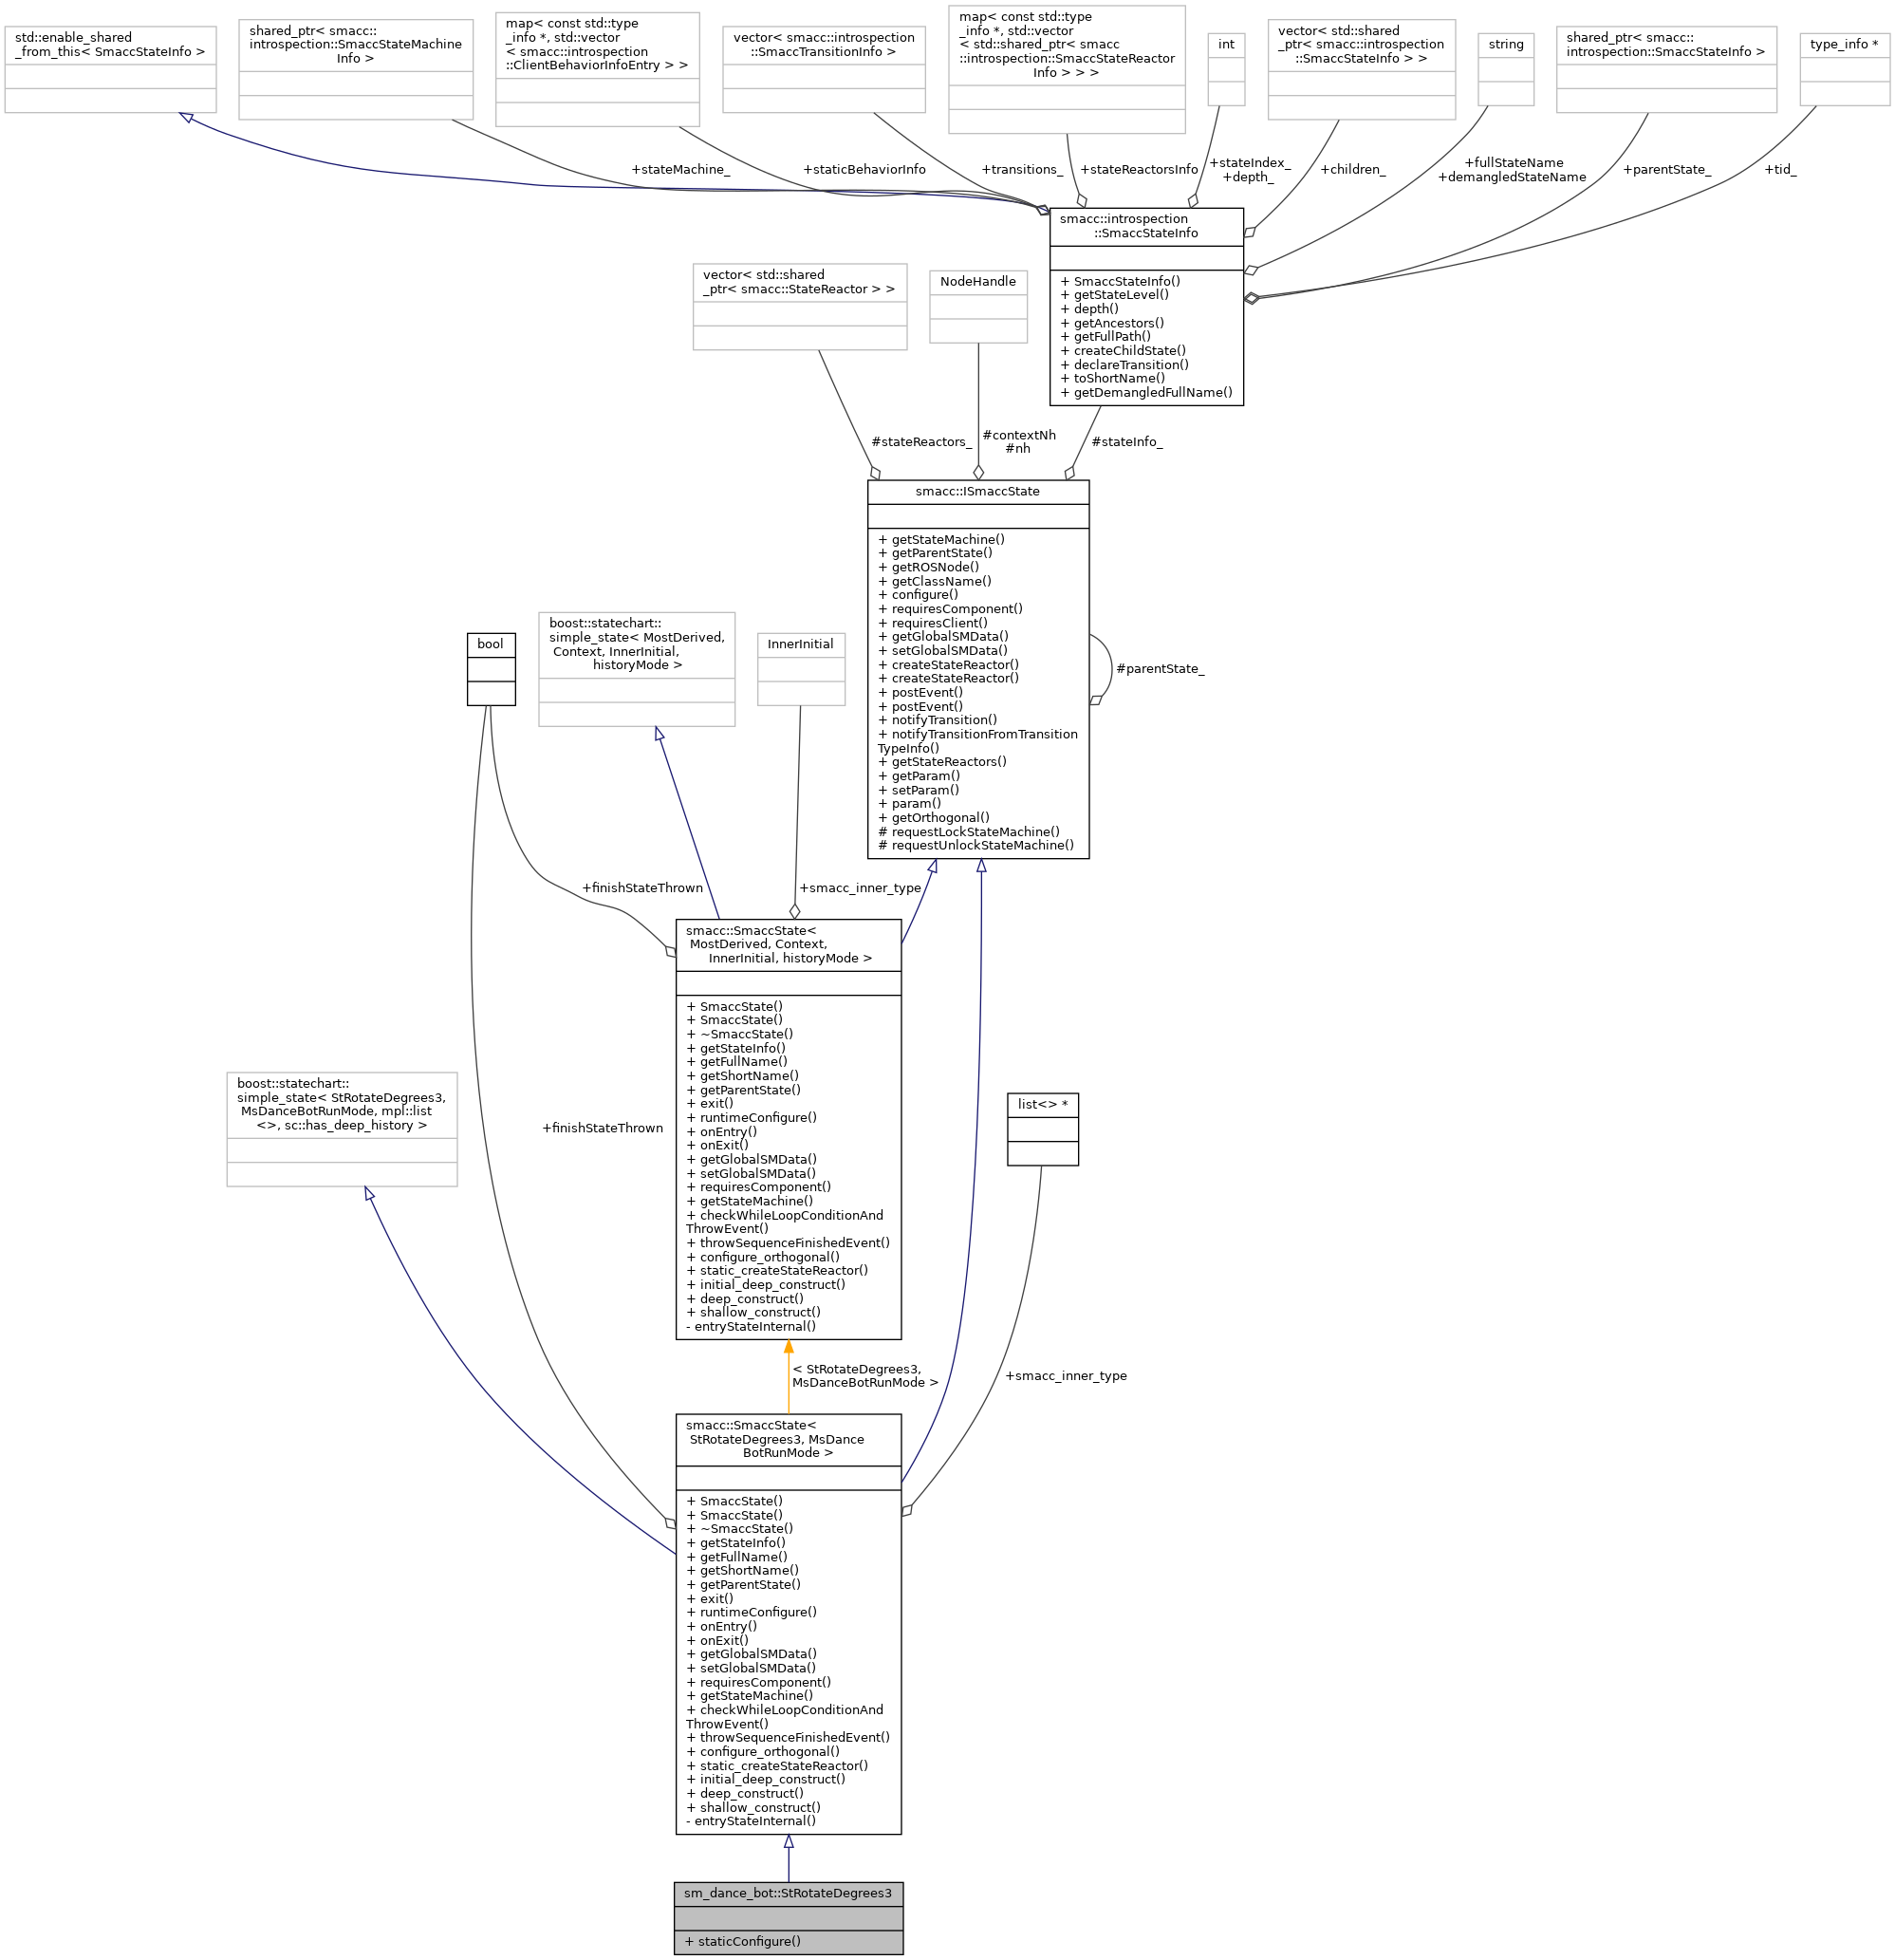 std::enable_shared
_from_this< SmaccStateInfo >
shared_ptr< smacc::
introspection::SmaccStateMachine
Info >
map< const std::type
_info *, std::vector
< smacc::introspection
::ClientBehaviorInfoEntry > >
vector< smacc::introspection
::SmaccTransitionInfo >
map< const std::type
_info *, std::vector
< std::shared_ptr< smacc
::introspection::SmaccStateReactor
Info > > >
int
vector< std::shared
_ptr< smacc::introspection
::SmaccStateInfo > >
string
shared_ptr< smacc::
introspection::SmaccStateInfo >
type_info *
+stateMachine_
+staticBehaviorInfo
+transitions_
+stateReactorsInfo
+stateIndex_
+depth_
+children_
+fullStateName
+demangledStateName
+parentState_
+tid_
smacc::introspection
::SmaccStateInfo
+ SmaccStateInfo()
+ getStateLevel()
+ depth()
+ getAncestors()
+ getFullPath()
+ createChildState()
+ declareTransition()
+ toShortName()
+ getDemangledFullName()
vector< std::shared
_ptr< smacc::StateReactor > >
NodeHandle
#stateReactors_
#contextNh
#nh
#stateInfo_
smacc::ISmaccState
+ getStateMachine()
+ getParentState()
+ getROSNode()
+ getClassName()
+ configure()
+ requiresComponent()
+ requiresClient()
+ getGlobalSMData()
+ setGlobalSMData()
+ createStateReactor()
+ createStateReactor()
+ postEvent()
+ postEvent()
+ notifyTransition()
+ notifyTransitionFromTransition
TypeInfo()
+ getStateReactors()
+ getParam()
+ setParam()
+ param()
+ getOrthogonal()
# requestLockStateMachine()
# requestUnlockStateMachine()
#parentState_
bool
boost::statechart::
simple_state< MostDerived,
Context, InnerInitial,
historyMode >
InnerInitial
+finishStateThrown
+smacc_inner_type
smacc::SmaccState<
MostDerived, Context,
InnerInitial, historyMode >
+ SmaccState()
+ SmaccState()
+ ~SmaccState()
+ getStateInfo()
+ getFullName()
+ getShortName()
+ getParentState()
+ exit()
+ runtimeConfigure()
+ onEntry()
+ onExit()
+ getGlobalSMData()
+ setGlobalSMData()
+ requiresComponent()
+ getStateMachine()
+ checkWhileLoopConditionAnd
ThrowEvent()
+ throwSequenceFinishedEvent()
+ configure_orthogonal()
+ static_createStateReactor()
+ initial_deep_construct()
+ deep_construct()
+ shallow_construct()
- entryStateInternal()
boost::statechart::
simple_state< StRotateDegrees3,
MsDanceBotRunMode, mpl::list
<>, sc::has_deep_history >
+finishStateThrown
list<> *
< StRotateDegrees3,
MsDanceBotRunMode >
+smacc_inner_type
smacc::SmaccState<
StRotateDegrees3, MsDance
BotRunMode >
+ SmaccState()
+ SmaccState()
+ ~SmaccState()
+ getStateInfo()
+ getFullName()
+ getShortName()
+ getParentState()
+ exit()
+ runtimeConfigure()
+ onEntry()
+ onExit()
+ getGlobalSMData()
+ setGlobalSMData()
+ requiresComponent()
+ getStateMachine()
+ checkWhileLoopConditionAnd
ThrowEvent()
+ throwSequenceFinishedEvent()
+ configure_orthogonal()
+ static_createStateReactor()
+ initial_deep_construct()
+ deep_construct()
+ shallow_construct()
- entryStateInternal()
sm_dance_bot::StRotateDegrees3
+ staticConfigure()